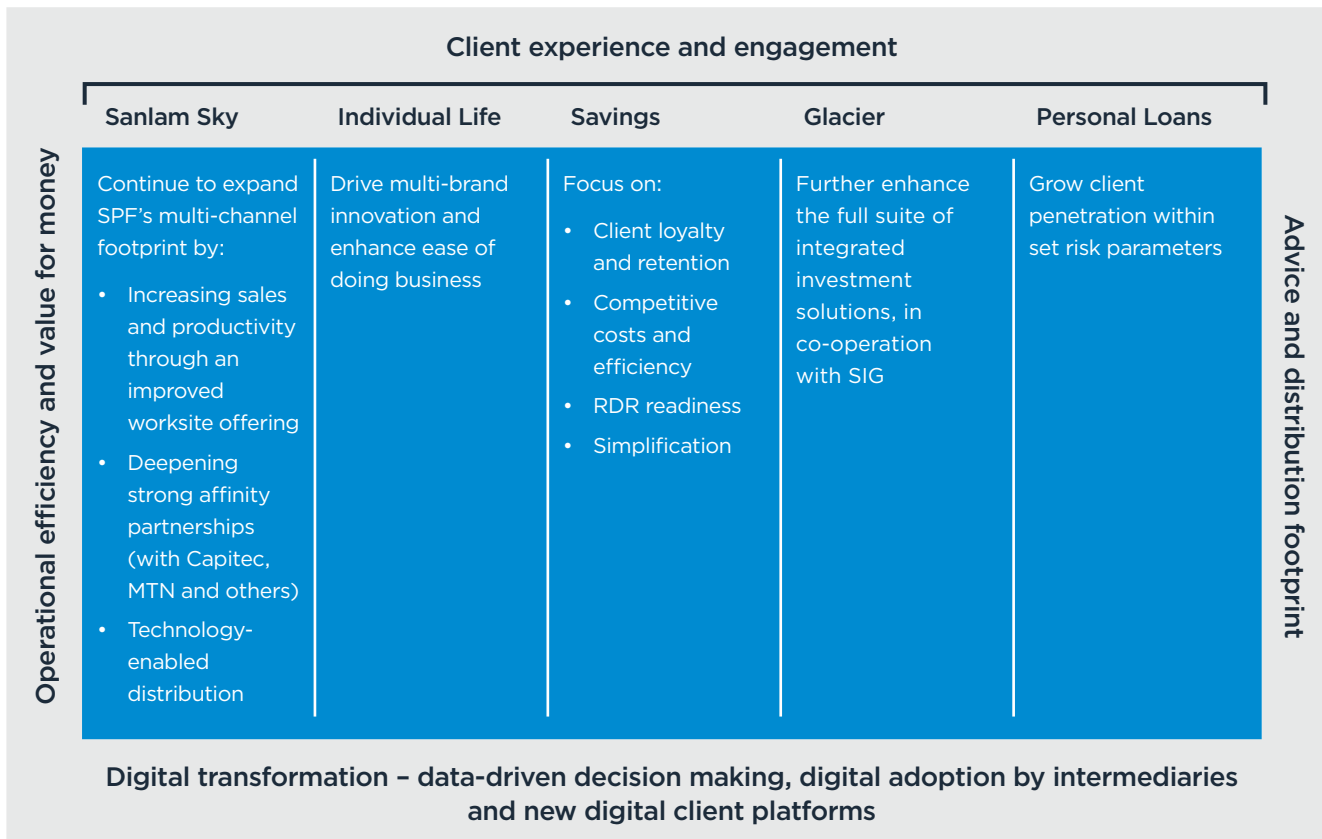 Client experience and engagement
Sanlam Sky
Individual Life
Savings
Glacier
Personal Loans
Operational efficiency and value for money
Continue to expand
SPF's multi-channel
footprint by:
• Increasing sales
and productivity
through an
improved
worksite offering
• Deepening
strong affinity
partnerships
(with Capitec,
MTN and others)
• Technology-
enabled
distribution
Drive multi-brand
innovation and
enhance ease of
doing business
Focus on:
• Client loyalty
and retention
• Competitive
costs and
efficiency
• RDR readiness
• Simplification
Further enhance
the full suite of
integrated
investment
solutions, in
co-operation
with SIG
Grow client
penetration within
set risk parameters
Advice and distribution footprint
Digital transformation – data-driven decision making, digital adoption by intermediaries
and new digital client platforms